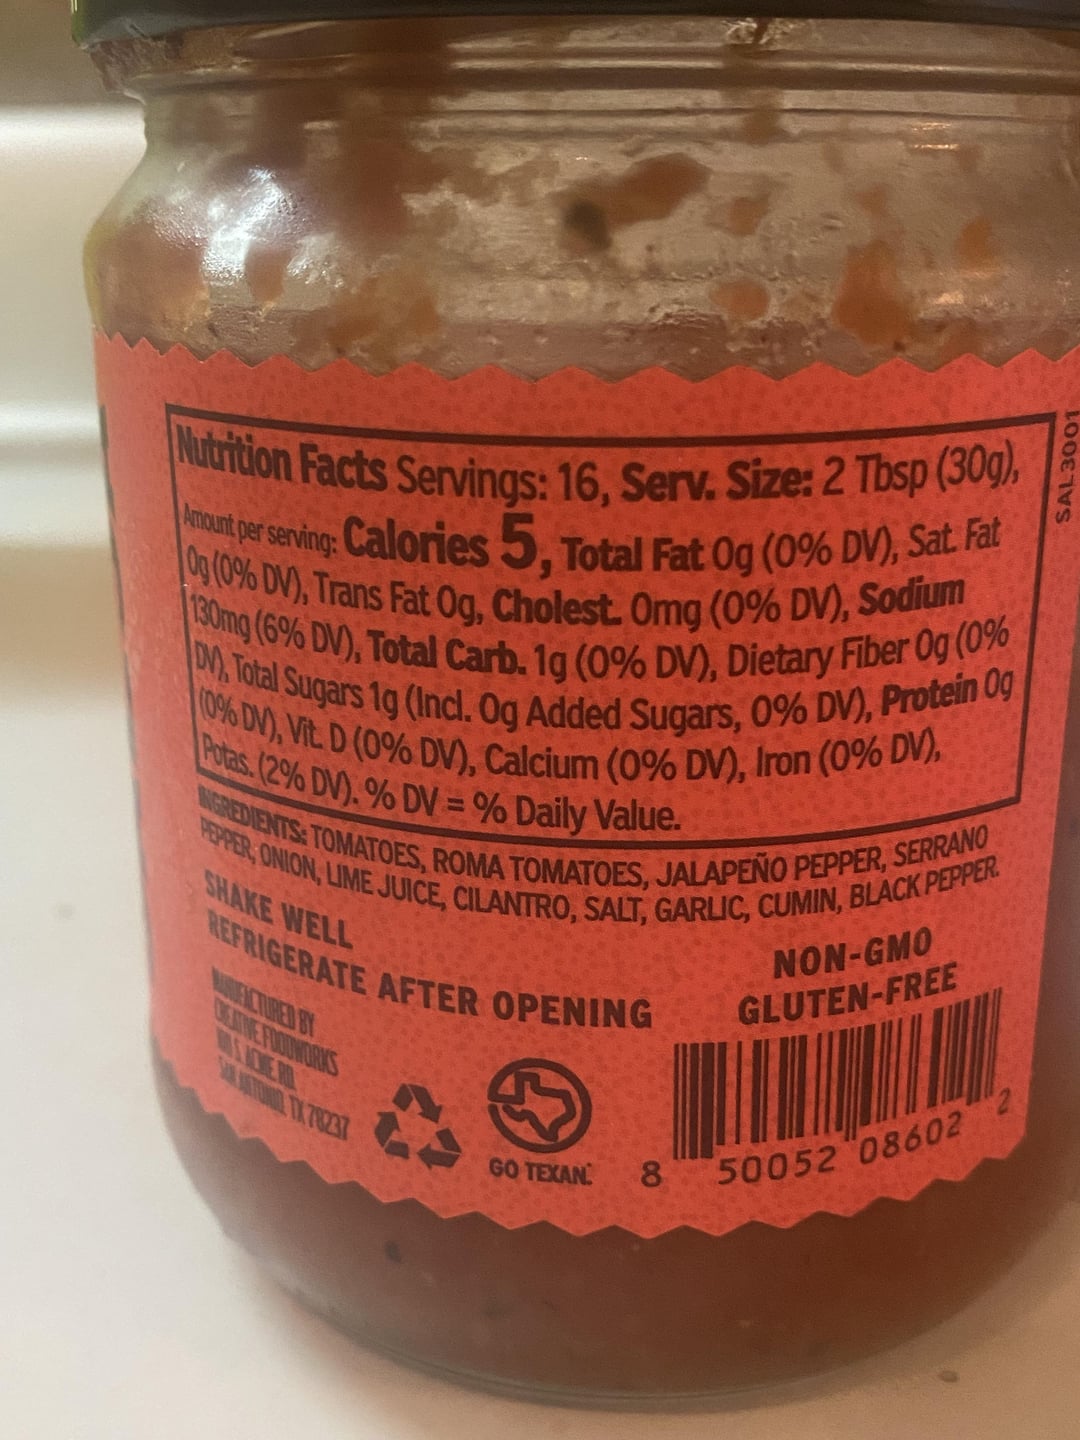 Nutrition Facts Servings: 16, Serv. Size: 2 Tbsp (30g),
Amount per serving: Calories 5, Total Fat 0g (0% DV), Sat. Fat
0g (0% DV), Trans Fat 0g, Cholest. 0mg (0% DV), Sodium
130mg (6% DV), Total Carb. 1g (0% DV), Dietary Fiber 0g (0%
DV), Total Sugars 1g (Incl. 0g Added Sugars, 0% DV), Protein 0g
(0% DV), Vit. D (0% DV), Calcium (0% DV), Iron (0% DV),
Potas. (2% DV). % DV = % Daily Value.
INGREDIENTS: TOMATOES, ROMA TOMATOES, JALAPEÑO PEPPER, SERRANO
PEPPER, ONION, LIME JUICE, CILANTRO, SALT, GARLIC, CUMIN, BLACK PEPPER.
SHAKE WELL
REFRIGERATE AFTER OPENING
NON-GMO
GLUTEN-FREE
MANUFACTURED BY
CREATIVE FOODWORKS
S. ACME RD.
SAN ANTONIO, TX 78237
GO TEXAN.
8 50052 08602 2
SAL3001